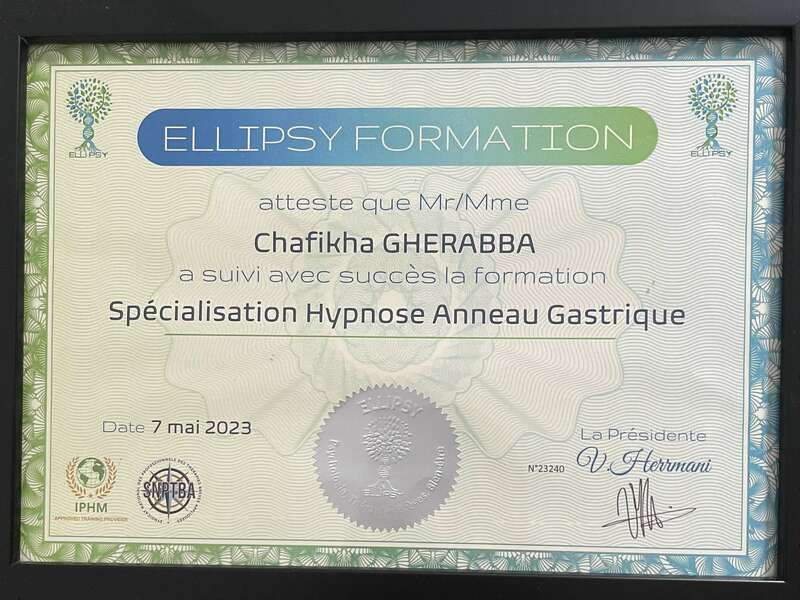 ELLIPSY
ELLIPSY
ELLIPSY FORMATION
atteste que Mr/Mme
Chafikha GHERABBA
a suivi avec succès la formation
Spécialisation Hypnose Anneau Gastrique
Date 7 mai 2023
ELLIPSY
N°23240
La Présidente
V.Herrmani
IPHM
APPROVED TRAINING PROVIDER
SNPTBA